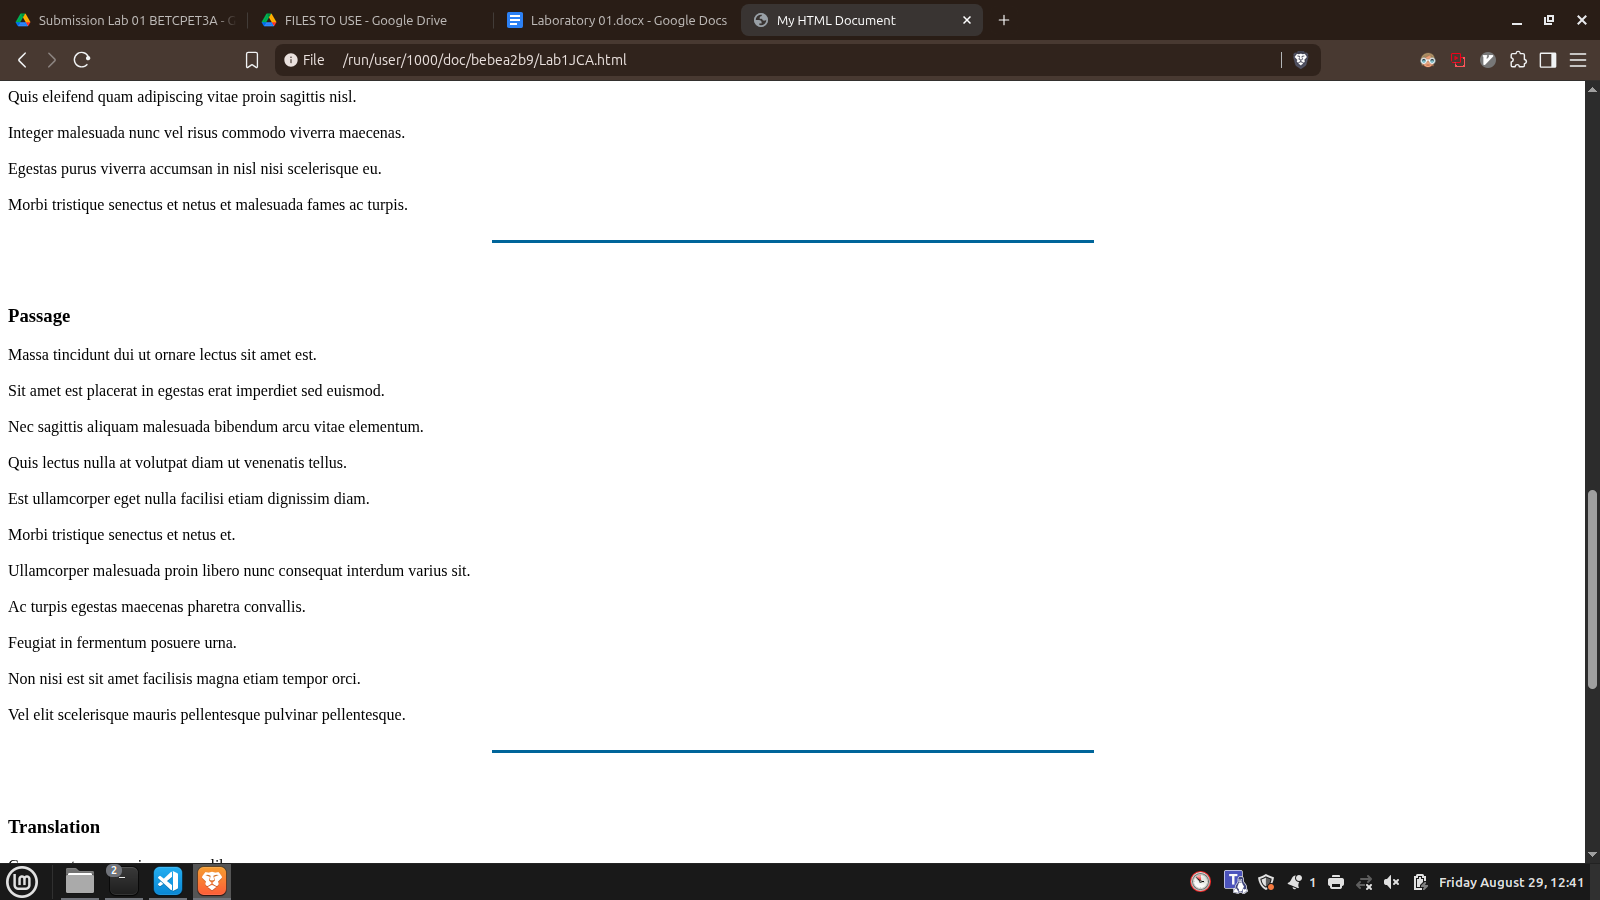 Submission Lab 01 BETCPET3A - G
FILES TO USE - Google Drive
Laboratory 01.docx - Google Docs
My HTML Document
File /run/user/1000/doc/bebea2b9/Lab1JCA.html
Quis eleifend quam adipiscing vitae proin sagittis nisl.
Integer malesuada nunc vel risus commodo viverra maecenas.
Egestas purus viverra accumsan in nisl nisi scelerisque eu.
Morbi tristique senectus et netus et malesuada fames ac turpis.
Passage
Massa tincidunt dui ut ornare lectus sit amet est.
Sit amet est placerat in egestas erat imperdiet sed euismod.
Nec sagittis aliquam malesuada bibendum arcu vitae elementum.
Quis lectus nulla at volutpat diam ut venenatis tellus.
Est ullamcorper eget nulla facilisi etiam dignissim diam.
Morbi tristique senectus et netus et.
Ullamcorper malesuada proin libero nunc consequat interdum varius sit.
Ac turpis egestas maecenas pharetra convallis.
Feugiat in fermentum posuere urna.
Non nisi est sit amet facilisis magna etiam tempor orci.
Vel elit scelerisque mauris pellentesque pulvinar pellentesque.
Translation
2
1
Friday August 29, 12:41